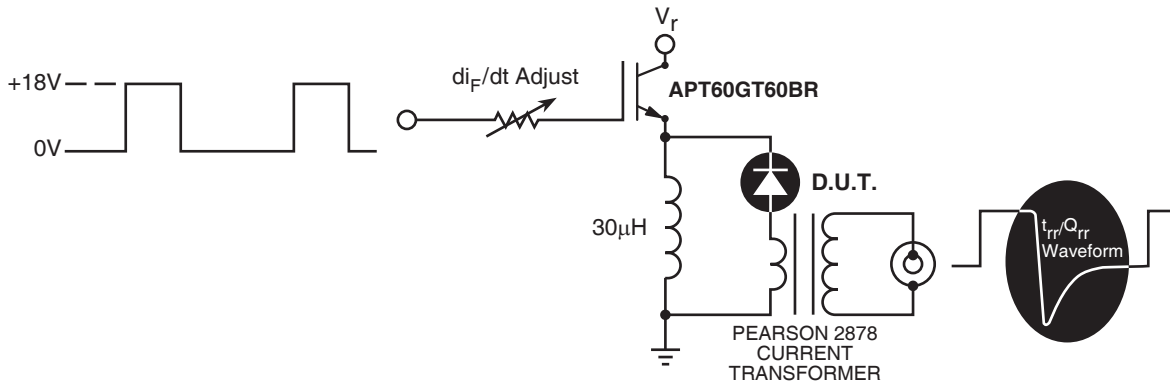 V_r
+18V
0V
di_F/dt Adjust
APT60GT60BR
D.U.T.
30μH
t_rr/Q_rr
Waveform
PEARSON 2878
CURRENT
TRANSFORMER